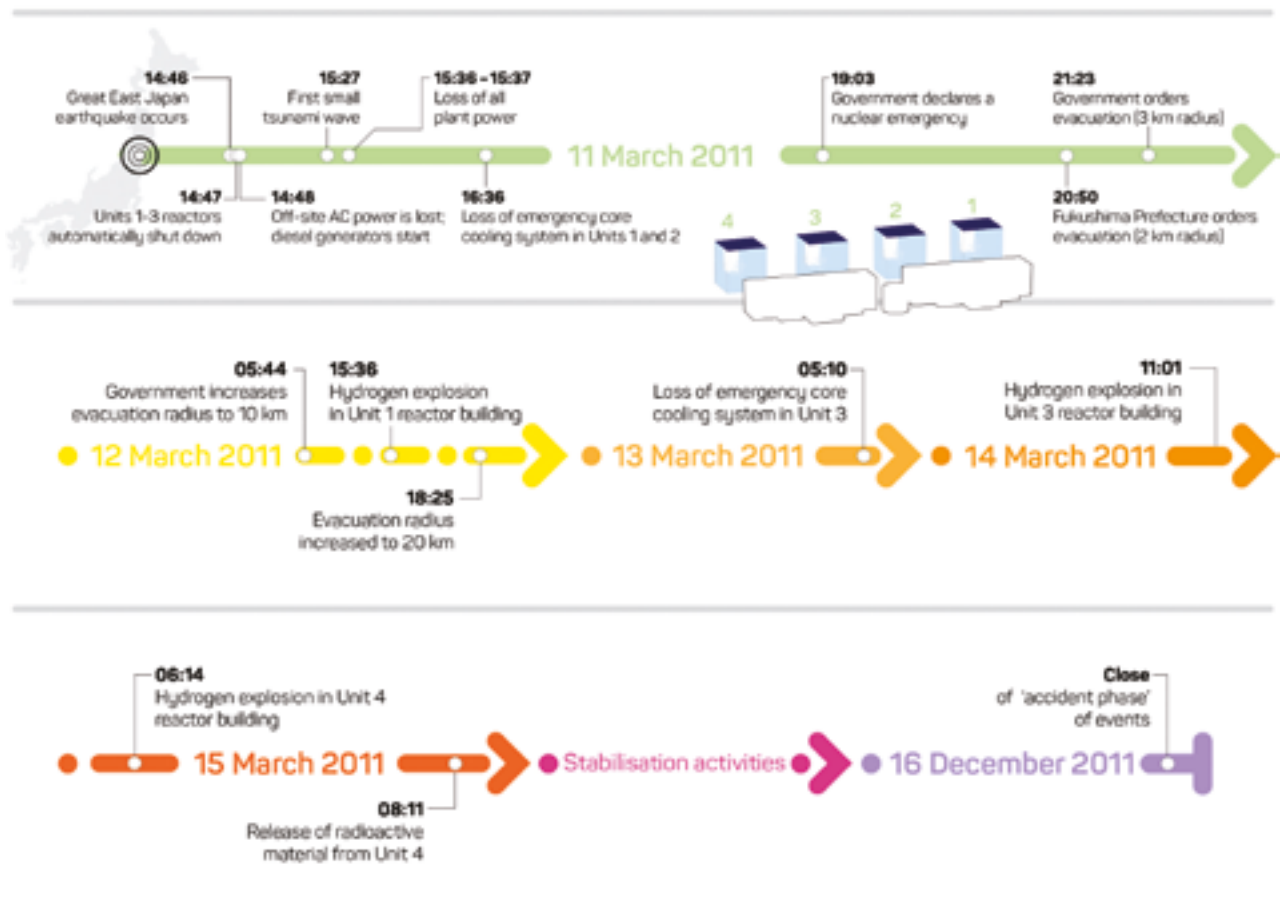 14:46
Great East Japan
earthquake occurs
15:27
First small
tsunami wave
15:36 - 15:37
Loss of all
plant power
19:03
Government declares a
nuclear emergency
21:23
Government orders
evacuation (3 km radius)
11 March 2011
14:47
Units 1-3 reactors
automatically shut down
14:48
Off-site AC power is lost;
diesel generators start
16:36
Loss of emergency core
cooling system in Units 1 and 2
4
3
2
1
20:50
Fukushima Prefecture orders
evacuation (2 km radius)
05:44
Government increases
evacuation radius to 10 km
15:36
Hydrogen explosion
in Unit 1 reactor building
05:10
Loss of emergency core
cooling system in Unit 3
11:01
Hydrogen explosion in
Unit 3 reactor building
12 March 2011
13 March 2011
14 March 2011
18:25
Evacuation radius
increased to 20 km
06:14
Hydrogen explosion in Unit 4
reactor building
Close
of 'accident phase'
of events
15 March 2011
Stabilisation activities
16 December 2011
08:11
Release of radioactive
material from Unit 4